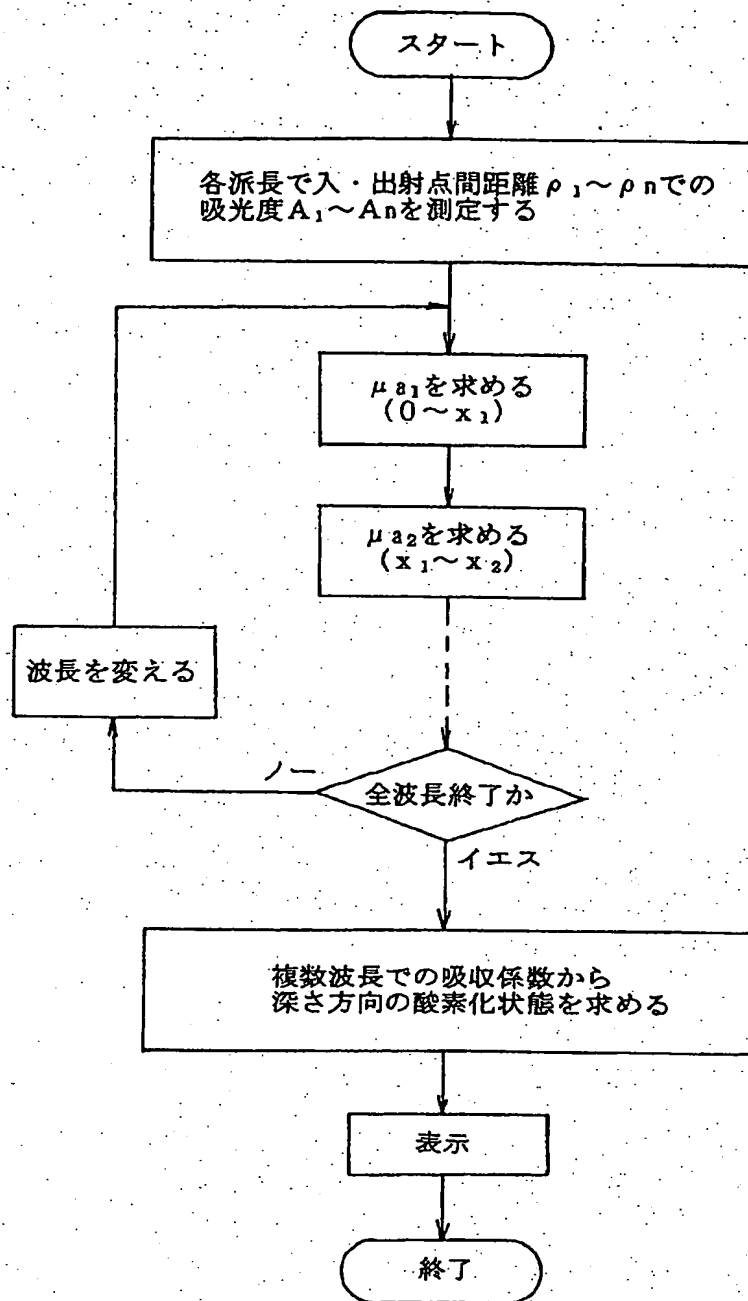 スタート
各派長で入・出射点間距離ρ₁～ρnでの
吸光度A₁～Anを測定する
μa₁を求める
(0～x₁)
μa₂を求める
(x₁～x₂)
波長を変える
ノー
全波長終了か
イエス
複数波長での吸収係数から
深さ方向の酸素化状態を求める
表示
終了